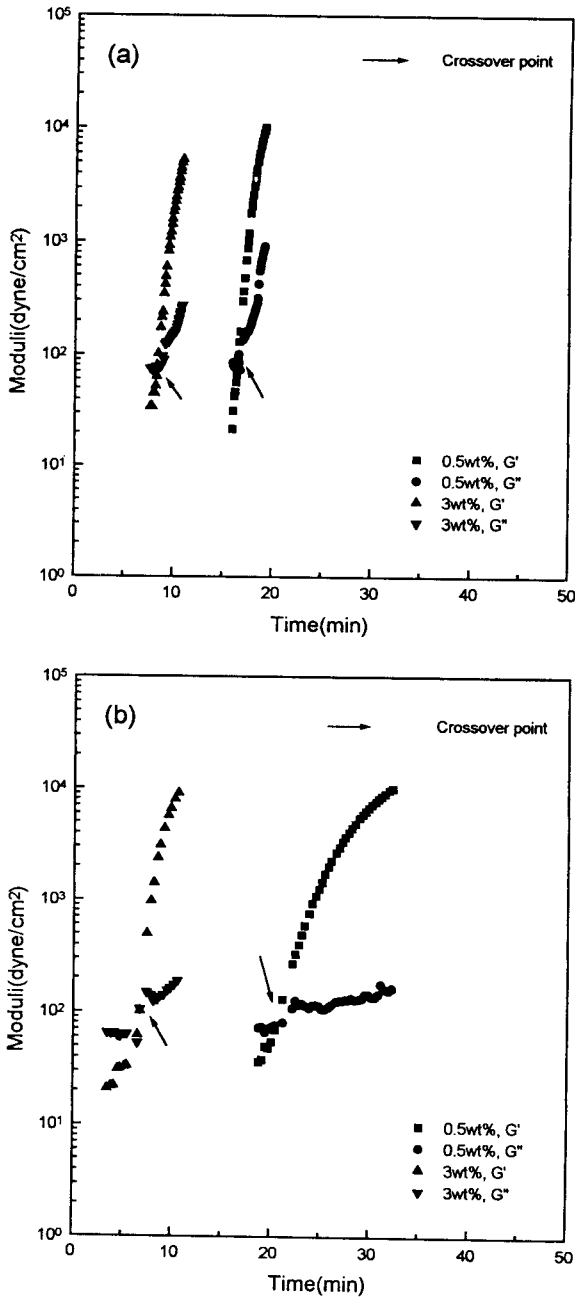 10⁵
(a)
Crossover point
10⁴
10³
10²
10¹
10⁰
Moduli(dyne/cm²)
0.5wt%, G'
0.5wt%, G"
3wt%, G'
3wt%, G"
0 10 20 30 40 50
Time(min)
10⁵
(b)
Crossover point
10⁴
10³
10²
10¹
10⁰
Moduli(dyne/cm²)
0.5wt%, G'
0.5wt%, G"
3wt%, G'
3wt%, G"
0 10 20 30 40 50
Time(min)